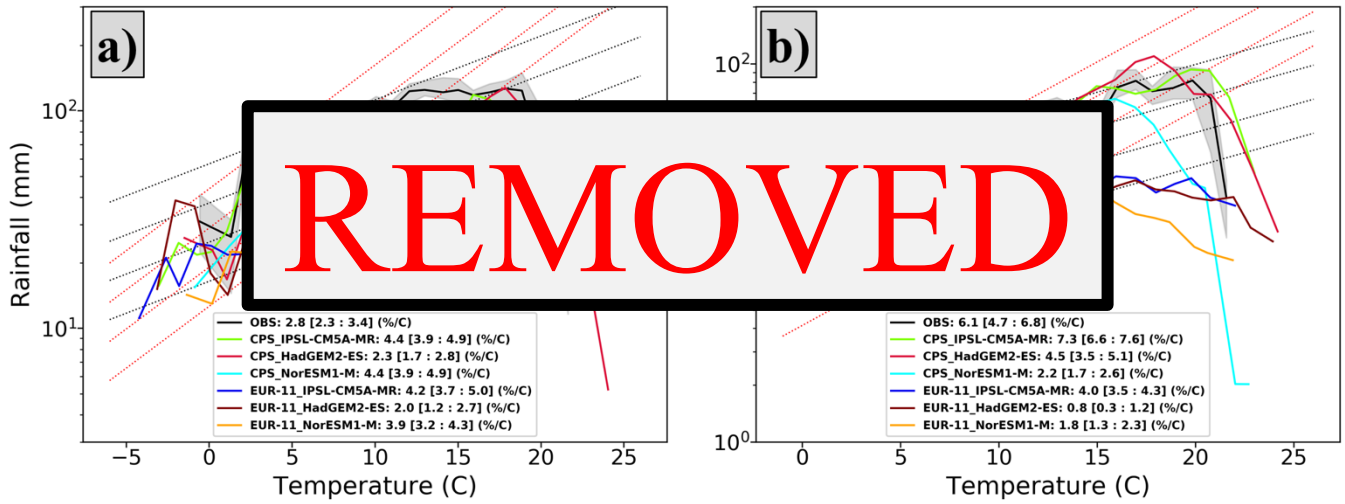 a)
b)
REMOVED
Rainfall (mm)
10²
10¹
OBS: 2.8 [2.3 : 3.4] (%/C)
CPS_IPSL-CM5A-MR: 4.4 [3.9 : 4.9] (%/C)
CPS_HadGEM2-ES: 2.3 [1.7 : 2.8] (%/C)
CPS_NorESM1-M: 4.4 [3.9 : 4.9] (%/C)
EUR-11_IPSL-CM5A-MR: 4.2 [3.7 : 5.0] (%/C)
EUR-11_HadGEM2-ES: 2.0 [1.2 : 2.7] (%/C)
EUR-11_NorESM1-M: 3.9 [3.2 : 4.3] (%/C)
−5 0 5 10 15 20 25
Temperature (C)
10²
10⁰
OBS: 6.1 [4.7 : 6.8] (%/C)
CPS_IPSL-CM5A-MR: 7.3 [6.6 : 7.6] (%/C)
CPS_HadGEM2-ES: 4.5 [3.5 : 5.1] (%/C)
CPS_NorESM1-M: 2.2 [1.7 : 2.6] (%/C)
EUR-11_IPSL-CM5A-MR: 4.0 [3.5 : 4.3] (%/C)
EUR-11_HadGEM2-ES: 0.8 [0.3 : 1.2] (%/C)
EUR-11_NorESM1-M: 1.8 [1.3 : 2.3] (%/C)
0 5 10 15 20 25
Temperature (C)